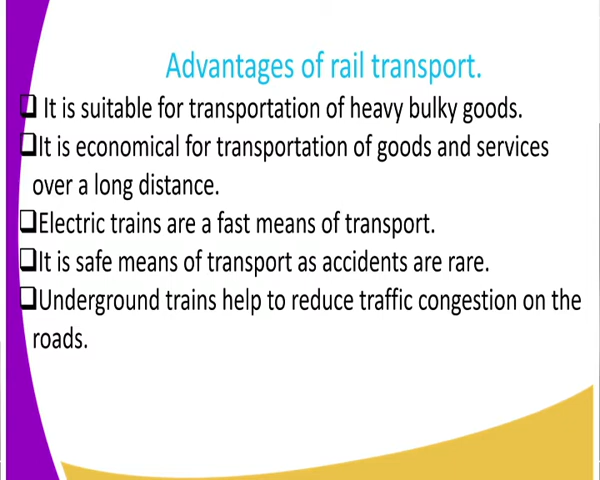 Advantages of rail transport.
❑ It is suitable for transportation of heavy bulky goods.
❑It is economical for transportation of goods and services
over a long distance.
❑Electric trains are a fast means of transport.
❑It is safe means of transport as accidents are rare.
❑Underground trains help to reduce traffic congestion on the
roads.